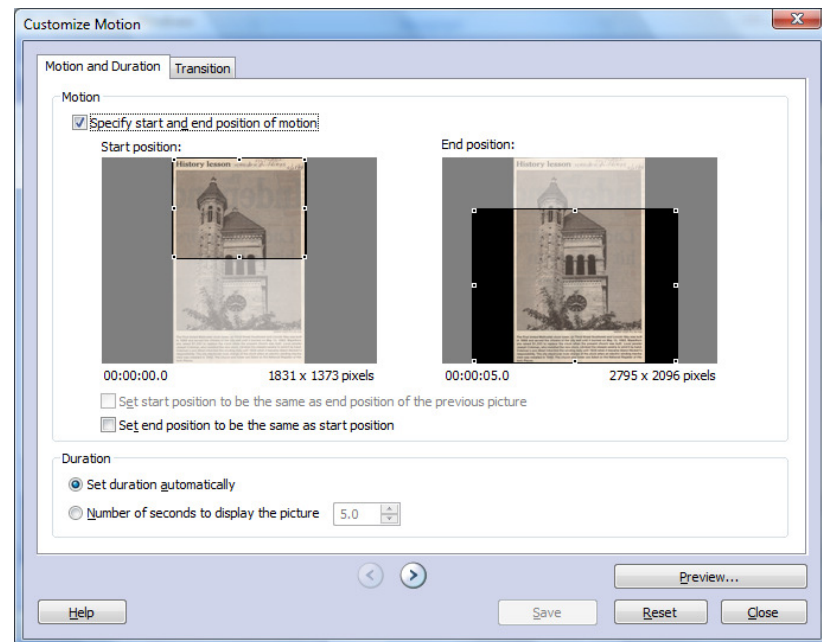 Customize Motion
Motion and Duration
Transition
Motion
Specify start and end position of motion
Start position:
End position:
History lesson
00:00:00.0
1831 x 1373 pixels
00:00:05.0
2795 x 2096 pixels
Set start position to be the same as end position of the previous picture
Set end position to be the same as start position
Duration
Set duration automatically
Number of seconds to display the picture
5.0
Preview...
Help
Save
Reset
Close